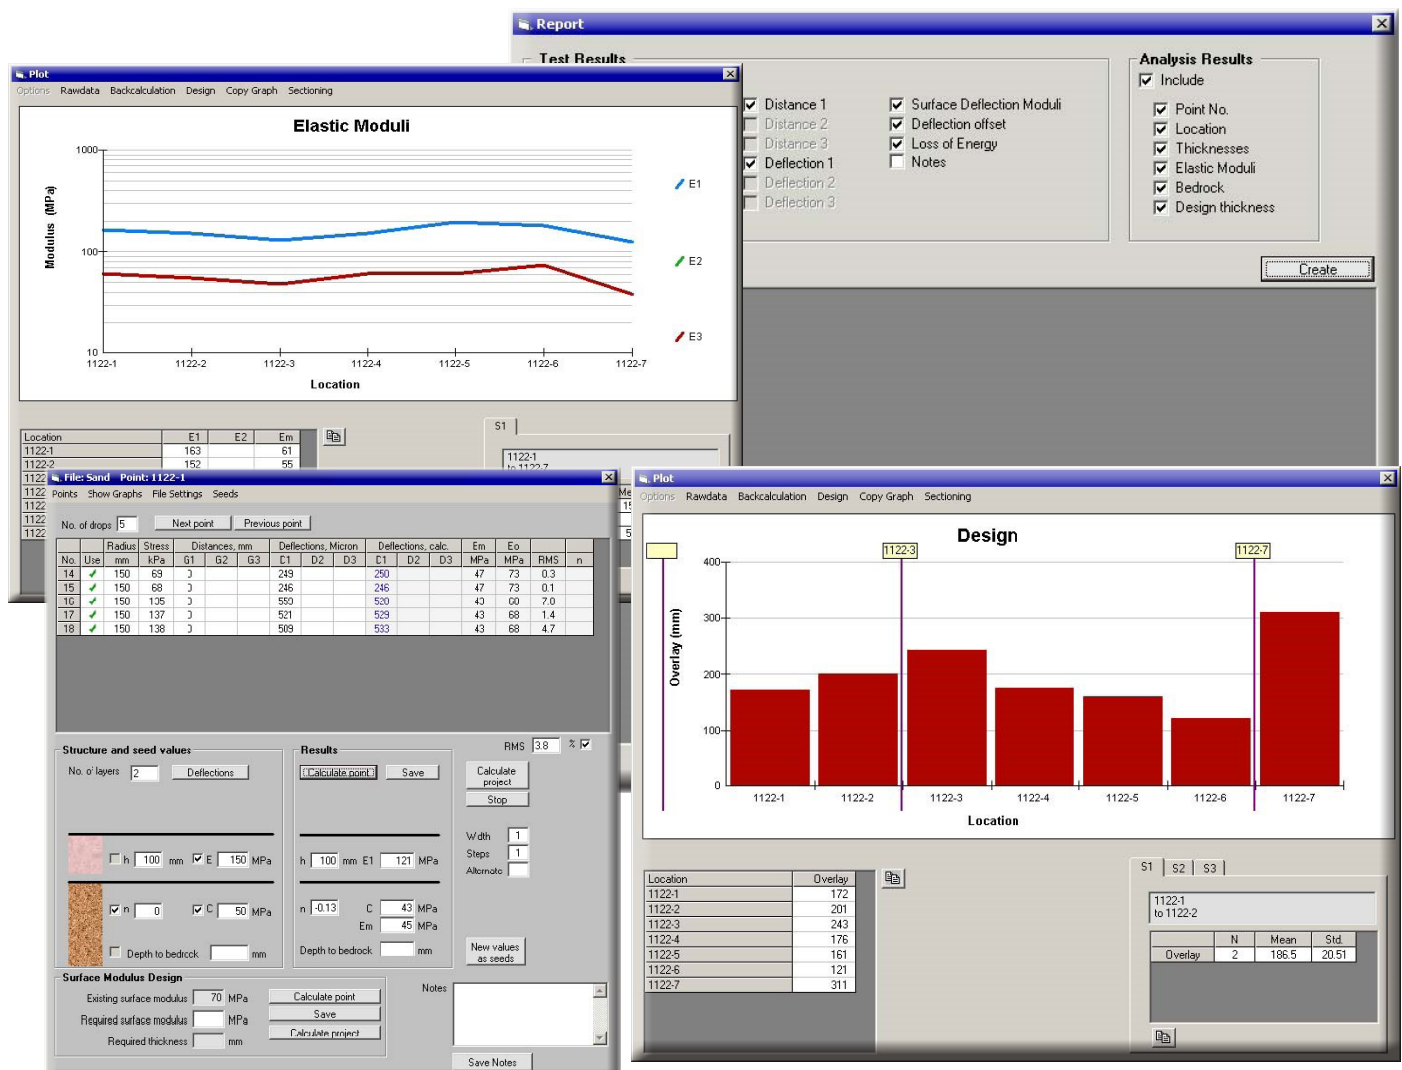 Report
Test Results
Distance 1
Distance 2
Distance 3
Deflection 1
Deflection 2
Deflection 3
Surface Deflection Moduli
Deflection offset
Loss of Energy
Notes
Analysis Results
Include
Point No.
Location
Thicknesses
Elastic Moduli
Bedrock
Design thickness
Create
Plot
Options Rawdata Backcalculation Design Copy Graph Sectioning
Elastic Moduli
Modulus (MPa)
1000
100
10
E1
E2
E3
1122-1 1122-2 1122-3 1122-4 1122-5 1122-6 1122-7
Location
Location E1 E2 Em
1122-1 163 61
1122-2 152 55
1122
1122
1122
1122
S1
1122-1
to 1122-7
File: Sand Point: 1122-1
Points Show Graphs File Settings Seeds
No. of drops 5 Next point Previous point
Radius Stress Distances, mm Deflections, Micron Deflections, calc. Em Eo
No. Use mm kPa G1 G2 G3 D1 D2 D3 D1 D2 D3 MPa MPa RMS n
14 150 69 0 249 250 47 73 0.3
15 150 68 0 246 246 47 73 0.1
16 150 135 0 559 520 43 68 7.0
17 150 137 0 521 529 43 68 1.4
18 150 138 0 509 533 43 68 4.7
RMS 3.8 %
Structure and seed values
No. of layers 2 Deflections
h 100 mm E 150 MPa
n 0 C 50 MPa
Depth to bedrock mm
Results
Calculate point Save
h 100 mm E1 121 MPa
n -0.13 C 43 MPa
Em 45 MPa
Depth to bedrock mm
Calculate
project
Stop
Width 1
Steps 1
Alternate
New values
as seeds
Surface Modulus Design
Existing surface modulus 70 MPa
Required surface modulus MPa
Required thickness mm
Calculate point
Save
Calculate project
Notes
Save Notes
Plot
Options Rawdata Backcalculation Design Copy Graph Sectioning
Design
1122-3
1122-7
Overlay (mm)
400
300
200
100
0
1122-1 1122-2 1122-3 1122-4 1122-5 1122-6 1122-7
Location
Location Overlay
1122-1 172
1122-2 201
1122-3 243
1122-4 176
1122-5 161
1122-6 121
1122-7 311
S1 S2 S3
1122-1
to 1122-2
N Mean Std.
Overlay 2 186.5 20.51